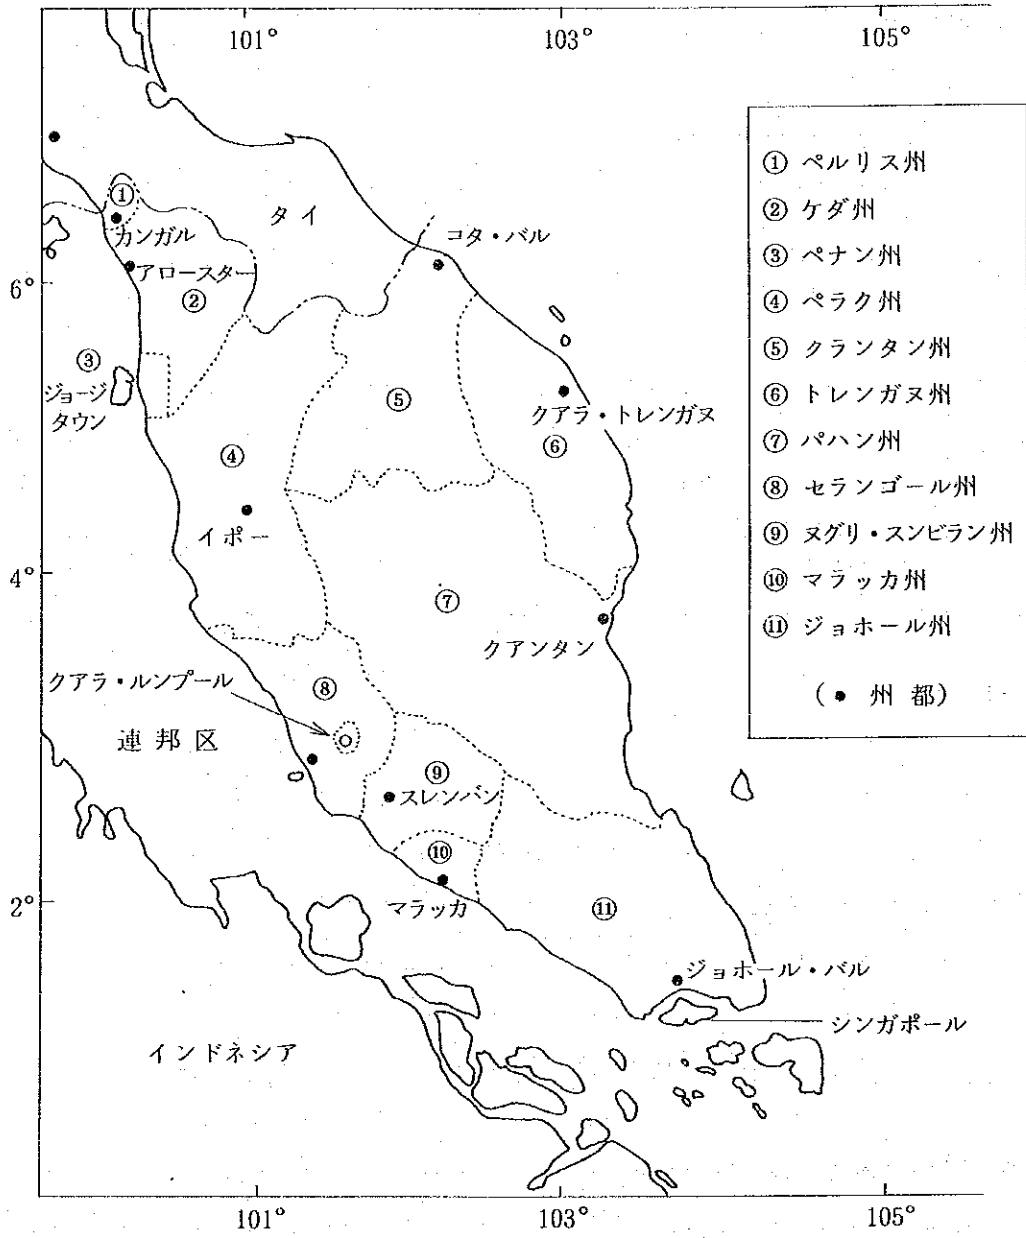 101°
103°
105°
① ペルリス州
② ケダ州
③ ペナン州
④ ペラク州
⑤ クランタン州
⑥ トレンガヌ州
⑦ パハン州
⑧ セランゴール州
⑨ ヌグリ・スンビラン州
⑩ マラッカ州
⑪ ジョホール州
(● 州都)
①
タイ
カンガル
コタ・バル
アロースター
6°
②
③
ジョージ
タウン
⑤
クアラ・トレンガヌ
⑥
④
イポー
4°
⑦
クアンタン
クアラ・ルンプール
⑧
連邦区
⑨
スレンバン
⑩
マラッカ
2°
⑪
ジョホール・バル
シンガポール
インドネシア
101°
103°
105°